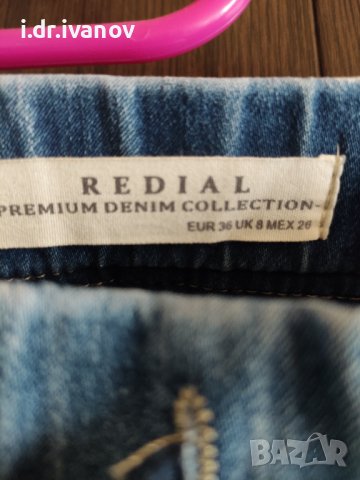 i.dr.ivanov
REDIAL
PREMIUM DENIM COLLECTION
EUR 36 UK 8 MEX 26
BAZAR